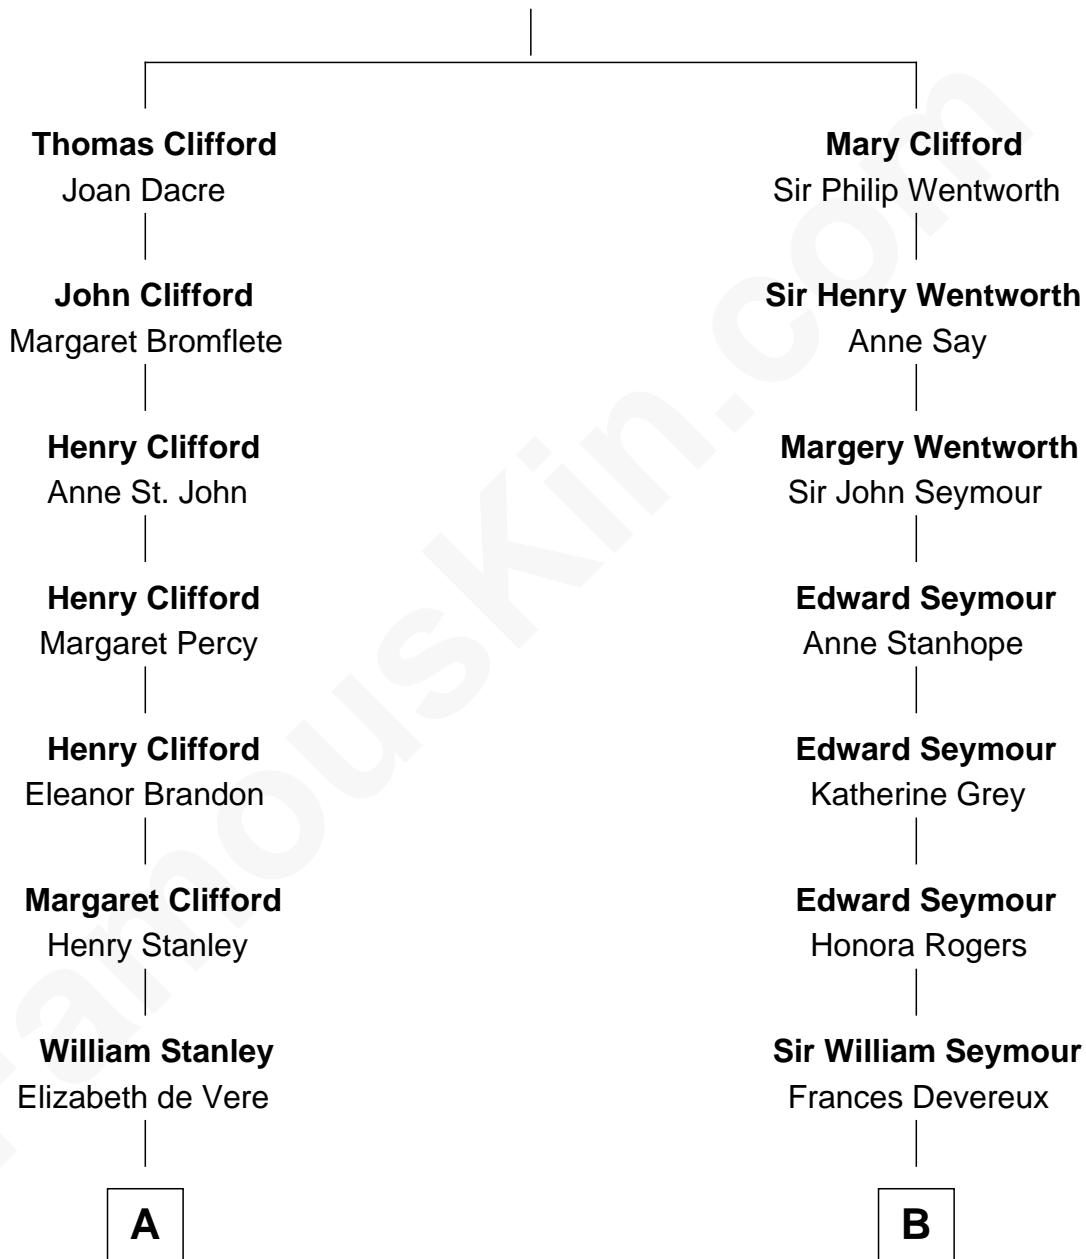 Thomas Clifford
Joan Dacre
John Clifford
Margaret Bromflete
Henry Clifford
Anne St. John
Henry Clifford
Margaret Percy
Henry Clifford
Eleanor Brandon
Margaret Clifford
Henry Stanley
William Stanley
Elizabeth de Vere
A
Mary Clifford
Sir Philip Wentworth
Sir Henry Wentworth
Anne Say
Margery Wentworth
Sir John Seymour
Edward Seymour
Anne Stanhope
Edward Seymour
Katherine Grey
Edward Seymour
Honora Rogers
Sir William Seymour
Frances Devereux
B
FamousKin.com